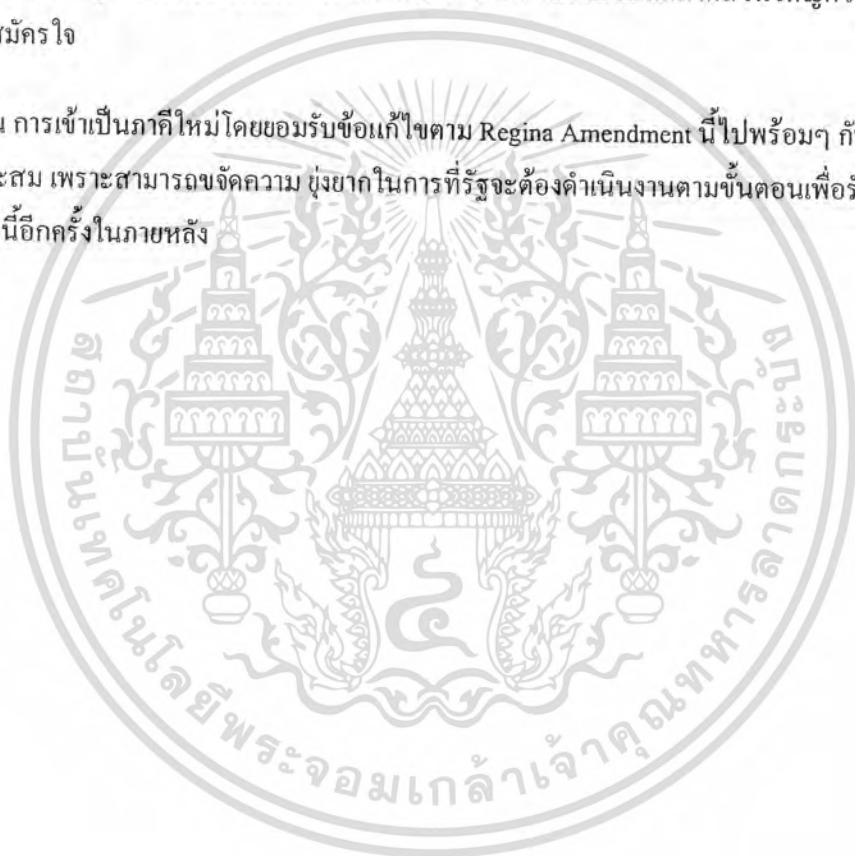 สมัครใจ
น การเข้าเป็นภาคีใหม่โดยยอมรับข้อแก้ไขตาม Regina Amendment นี้ไปพร้อมๆ กั
ะสม เพราะสามารถขจัดความ ยุ่งยากในการที่รัฐจะต้องดำเนินงานตามขั้นตอนเพื่อรั
นี้อีกครั้งในภายหลัง
สถาบันเทคโนโลยีพระจอมเกล้าเจ้าคุณทหารลาดกระบัง